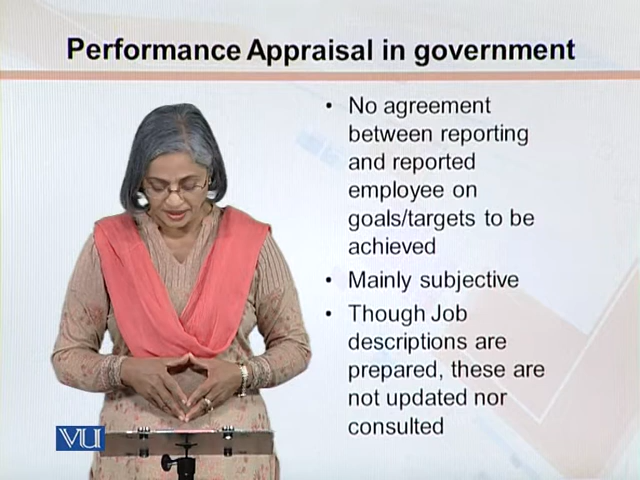 Performance Appraisal in government
• No agreement
between reporting
and reported
employee on
goals/targets to be
achieved
• Mainly subjective
• Though Job
descriptions are
prepared, these are
not updated nor
consulted
VU